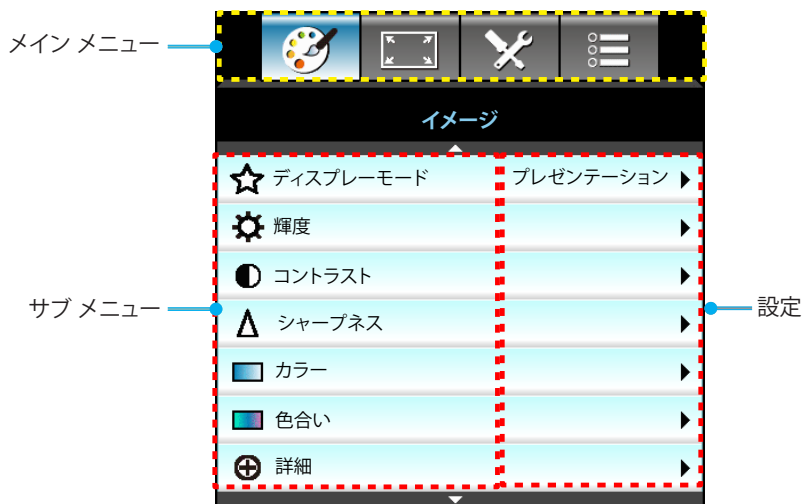 メイン メニュー
イメージ
ディスプレーモード プレゼンテーション
輝度
コントラスト
サブ メニュー
設定
シャープネス
カラー
色合い
詳細